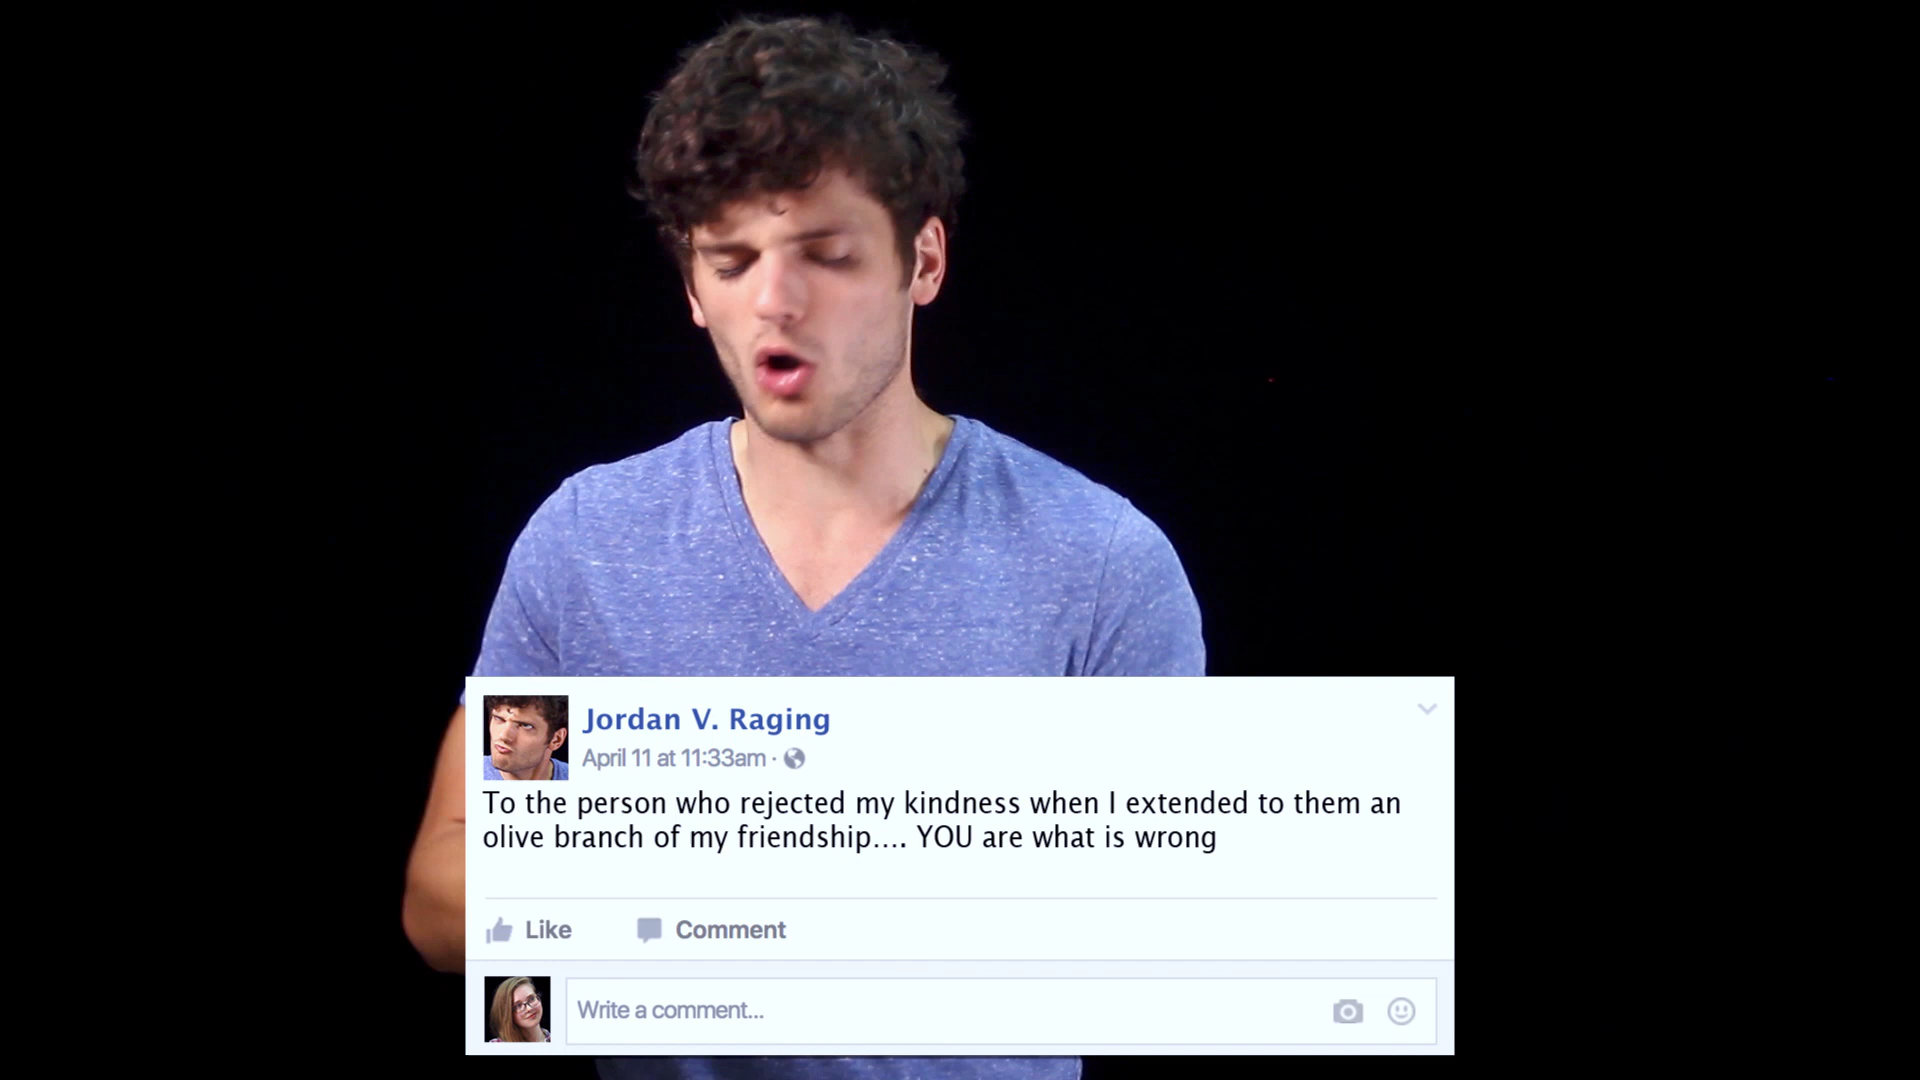 Jordan V. Raging
April 11 at 11:33am ·
To the person who rejected my kindness when I extended to them an
olive branch of my friendship.... YOU are what is wrong
Like Comment
Write a comment...